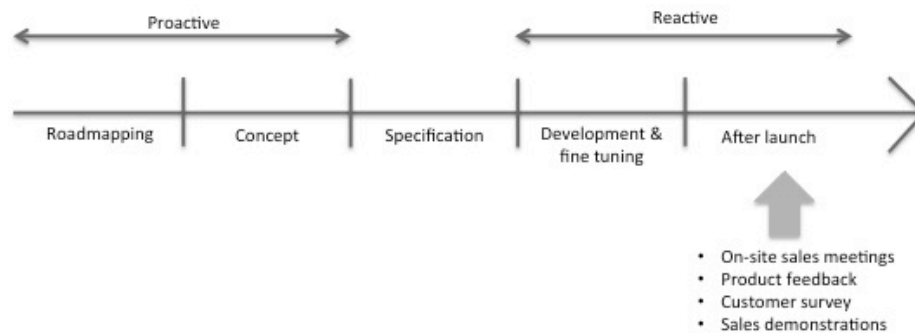 Proactive
Reactive
Roadmapping
Concept
Specification
Development &
fine tuning
After launch
• On-site sales meetings
• Product feedback
• Customer survey
• Sales demonstrations